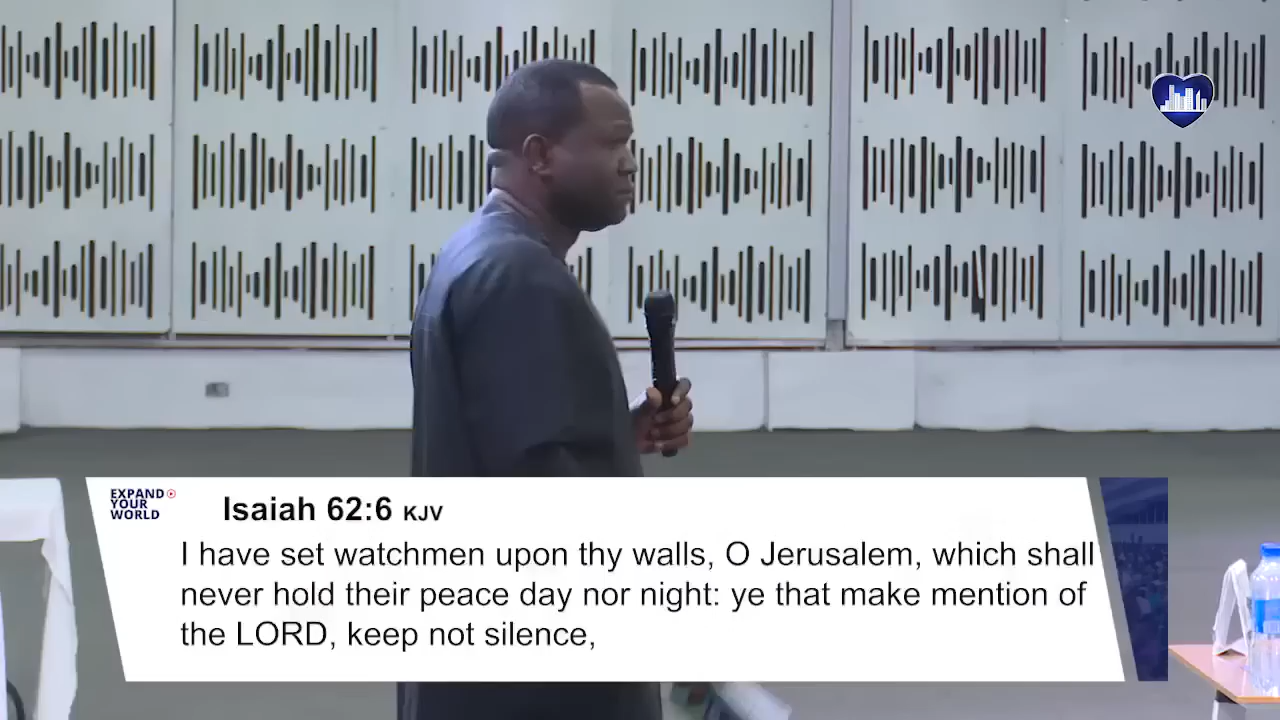 EXPAND
YOUR
WORLD
Isaiah 62:6 KJV
I have set watchmen upon thy walls, O Jerusalem, which shall
never hold their peace day nor night: ye that make mention of
the LORD, keep not silence,